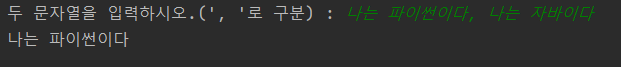 두 문자열을 입력하시오.(', '로 구분) : 나는 파이썬이다, 나는 자바이다
나는 파이썬이다